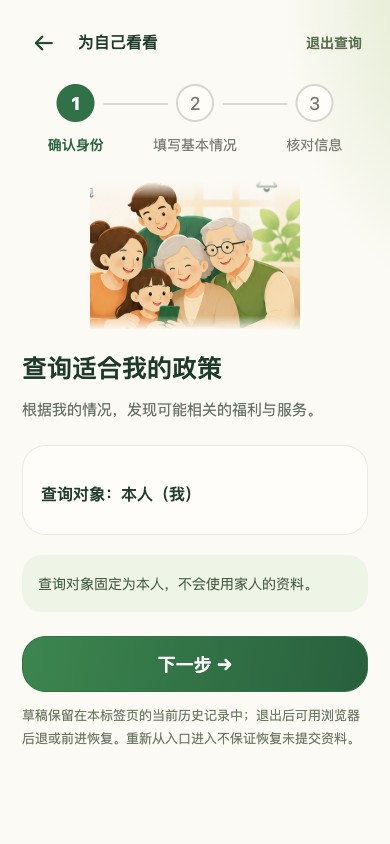 为自己看看
退出查询
1
2
3
确认身份
填写基本情况
核对信息
查询适合我的政策
根据我的情况，发现可能相关的福利与服务。
查询对象：本人（我）
查询对象固定为本人，不会使用家人的资料。
下一步 →
草稿保留在本标签页的当前历史记录中；退出后可用浏览器
后退或前进恢复。重新从入口进入不保证恢复未提交资料。